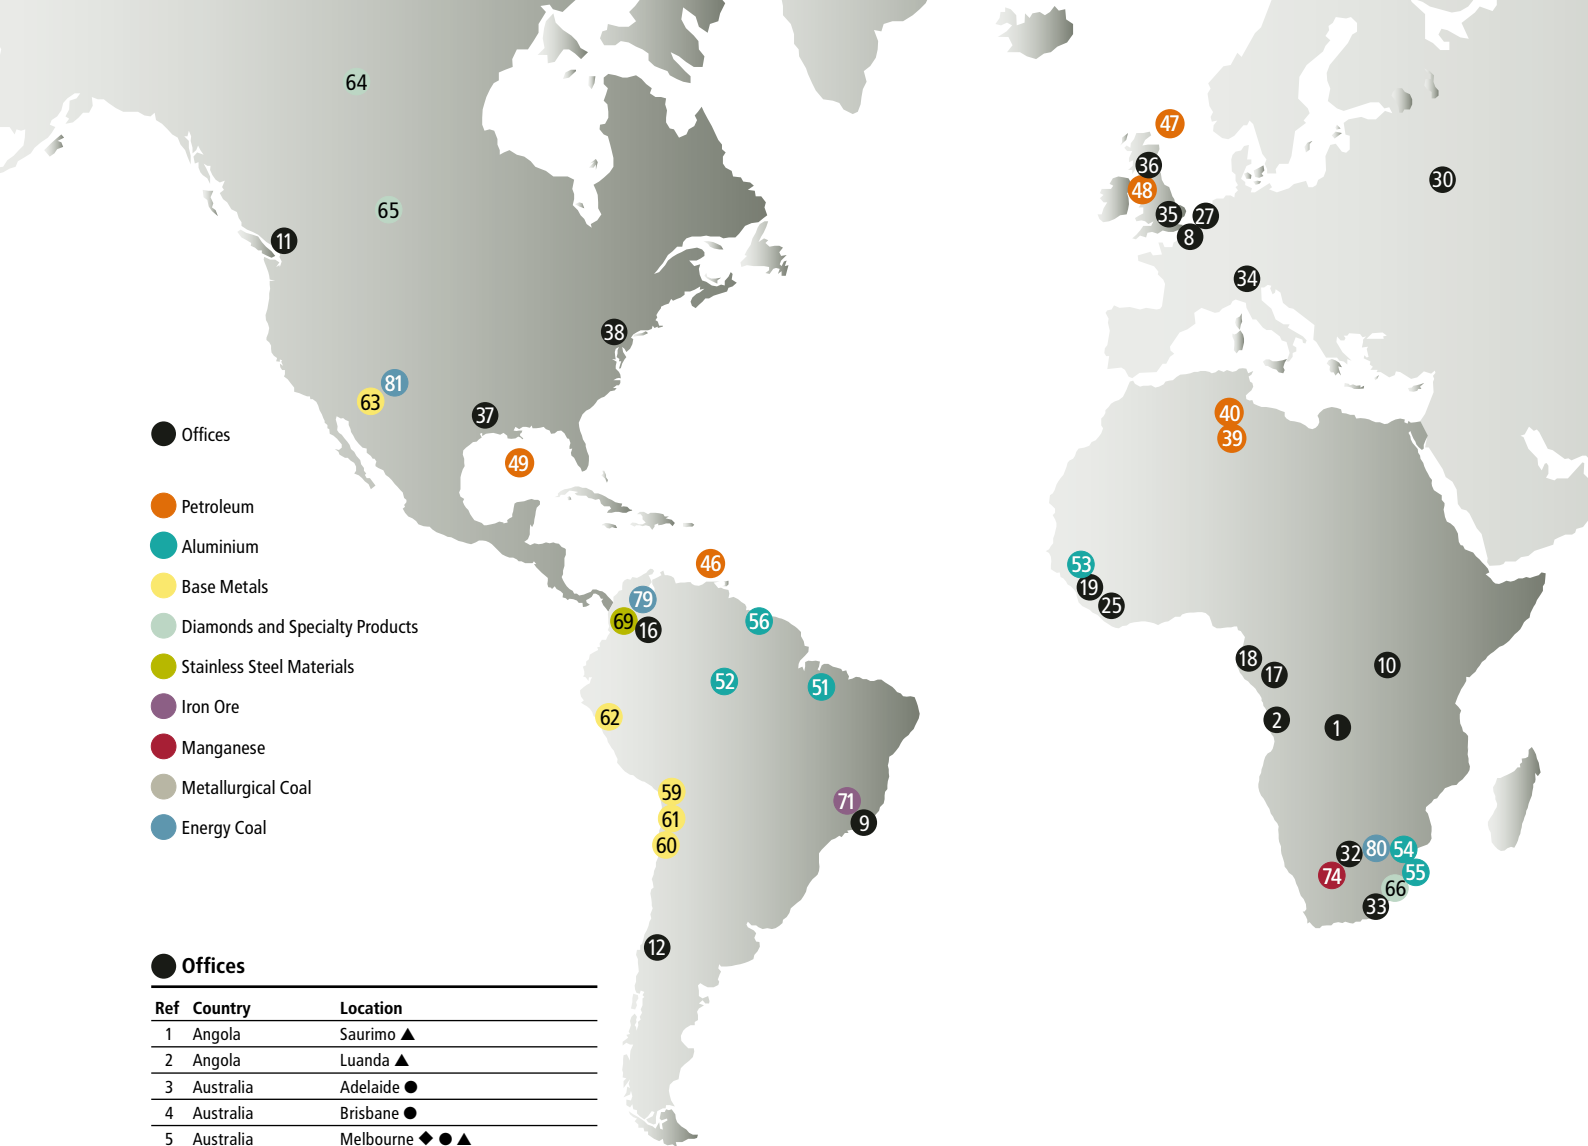 64
47
36
30
48
65
35 27
11
8
34
38
81
63
40
37
39
Offices
49
Petroleum
Aluminium
46
53
Base Metals
19
79
25
Diamonds and Specialty Products
69
16
56
Stainless Steel Materials
18
10
17
52
51
Iron Ore
62
2
1
Manganese
Metallurgical Coal
59
71
61
9
Energy Coal
60
32 80 54
74
55
66
33
12
Offices
Ref Country Location
1 Angola Saurimo ▲
2 Angola Luanda ▲
3 Australia Adelaide ●
4 Australia Brisbane ●
5 Australia Melbourne ◆ ● ▲